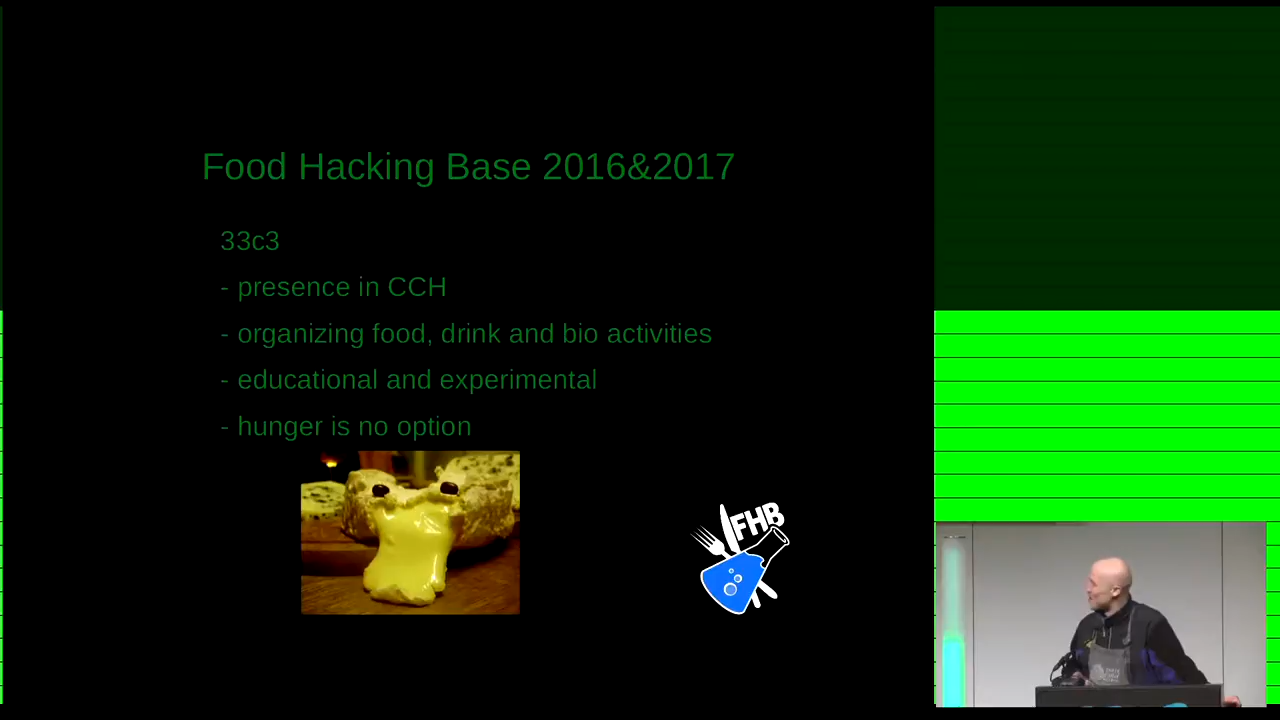 Food Hacking Base 2016&2017
33c3
- presence in CCH
- organizing food, drink and bio activities
- educational and experimental
- hunger is no option
FHB